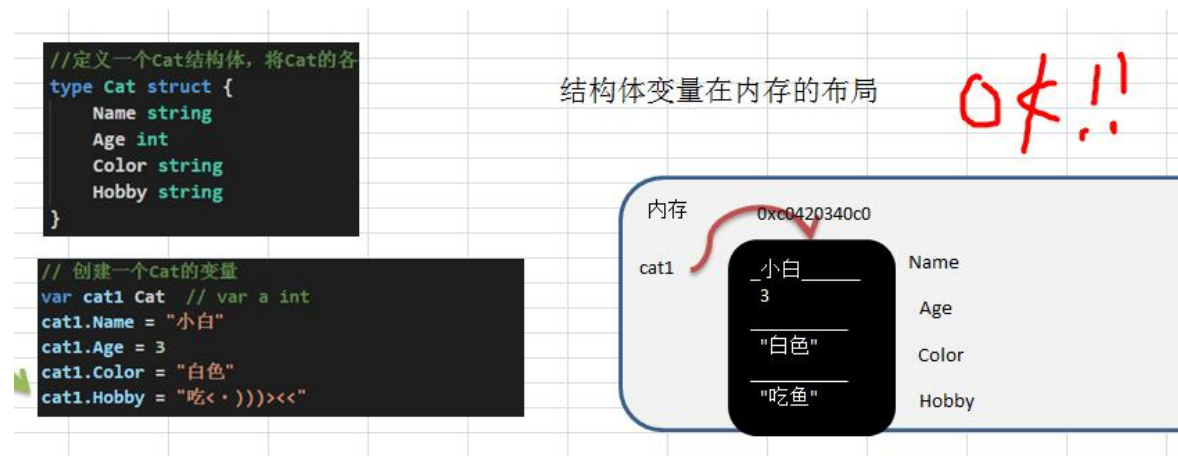 //定义一个Cat结构体，将Cat的各
type Cat struct {
Name string
Age int
Color string
Hobby string
}
// 创建一个Cat的变量
var cat1 Cat // var a int
cat1.Name = "小白"
cat1.Age = 3
cat1.Color = "白色"
cat1.Hobby = "吃<・)))><<"
结构体变量在内存的布局
OK!!
内存
0xc0420340c0
cat1
_小白______
Name
3
Age
"白色"
Color
"吃鱼"
Hobby